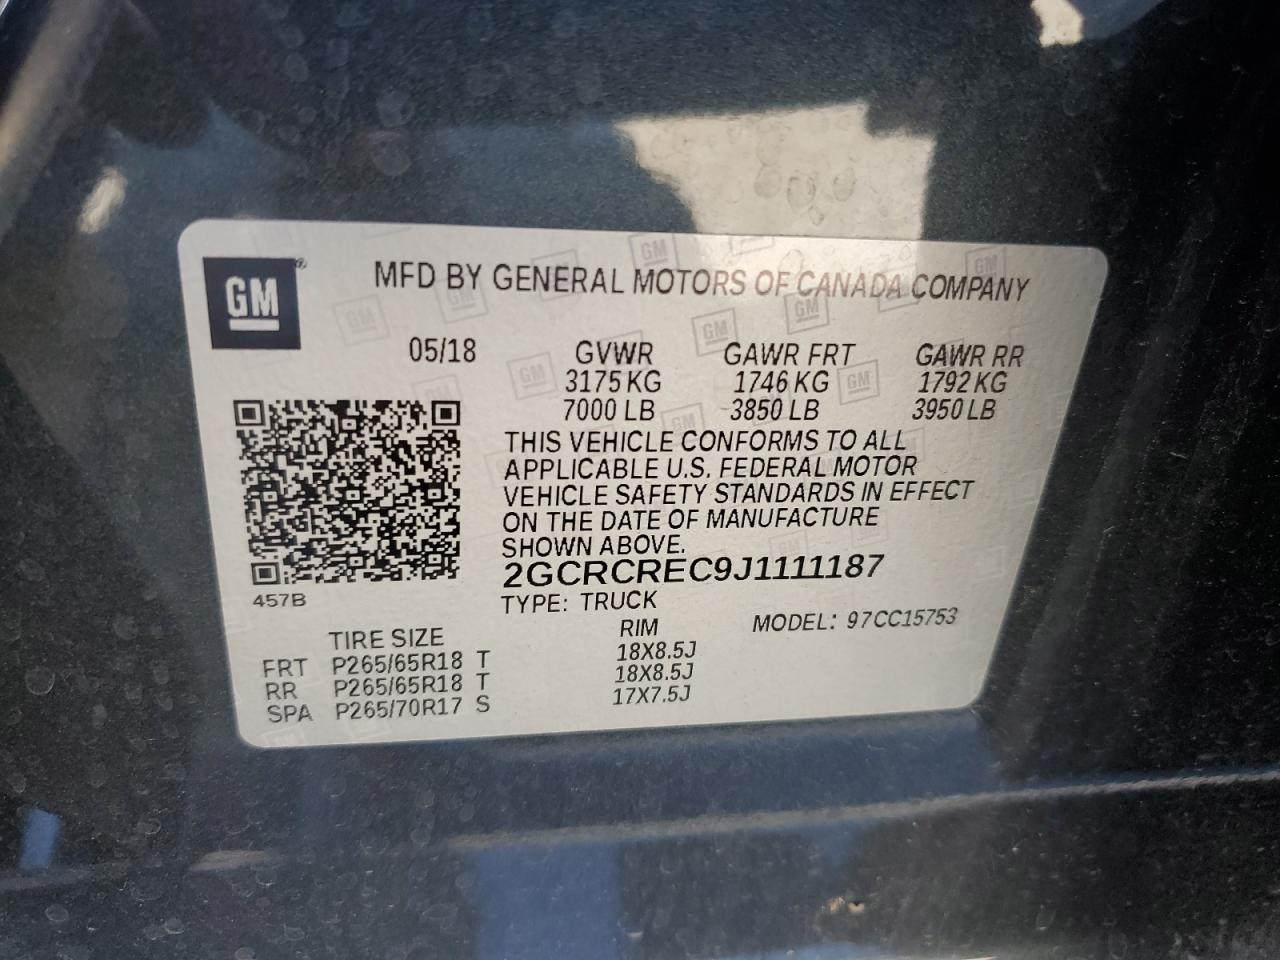 GM
MFD BY GENERAL MOTORS OF CANADA COMPANY
05/18 GVWR GAWR FRT GAWR RR
3175 KG 1746 KG 1792 KG
7000 LB 3850 LB 3950 LB
THIS VEHICLE CONFORMS TO ALL
APPLICABLE U.S. FEDERAL MOTOR
VEHICLE SAFETY STANDARDS IN EFFECT
ON THE DATE OF MANUFACTURE
SHOWN ABOVE.
2GCRCREC9J1111187
457B
TYPE: TRUCK
MODEL: 97CC15753
TIRE SIZE RIM
FRT P265/65R18 T 18X8.5J
RR P265/65R18 T 18X8.5J
SPA P265/70R17 S 17X7.5J